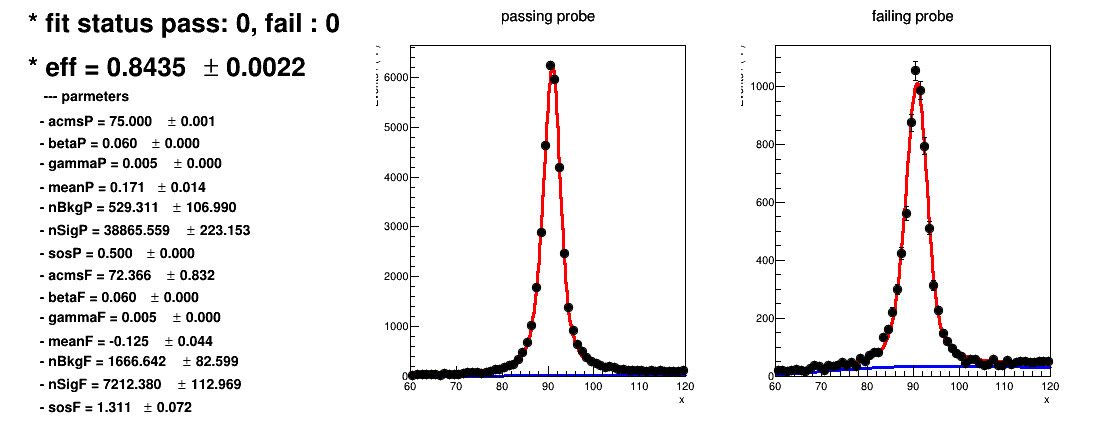 * fit status pass: 0, fail : 0
* eff = 0.8435 ± 0.0022
--- parmeters
- acmsP = 75.000 ± 0.001
- betaP = 0.060 ± 0.000
- gammaP = 0.005 ± 0.000
- meanP = 0.171 ± 0.014
- nBkgP = 529.311 ± 106.990
- nSigP = 38865.559 ± 223.153
- sosP = 0.500 ± 0.000
- acmsF = 72.366 ± 0.832
- betaF = 0.060 ± 0.000
- gammaF = 0.005 ± 0.000
- meanF = -0.125 ± 0.044
- nBkgF = 1666.642 ± 82.599
- nSigF = 7212.380 ± 112.969
- sosF = 1.311 ± 0.072
passing probe
6000
5000
4000
3000
2000
1000
0
60 70 80 90 100 110 120
x
failing probe
1000
800
600
400
200
0
60 70 80 90 100 110 120
x